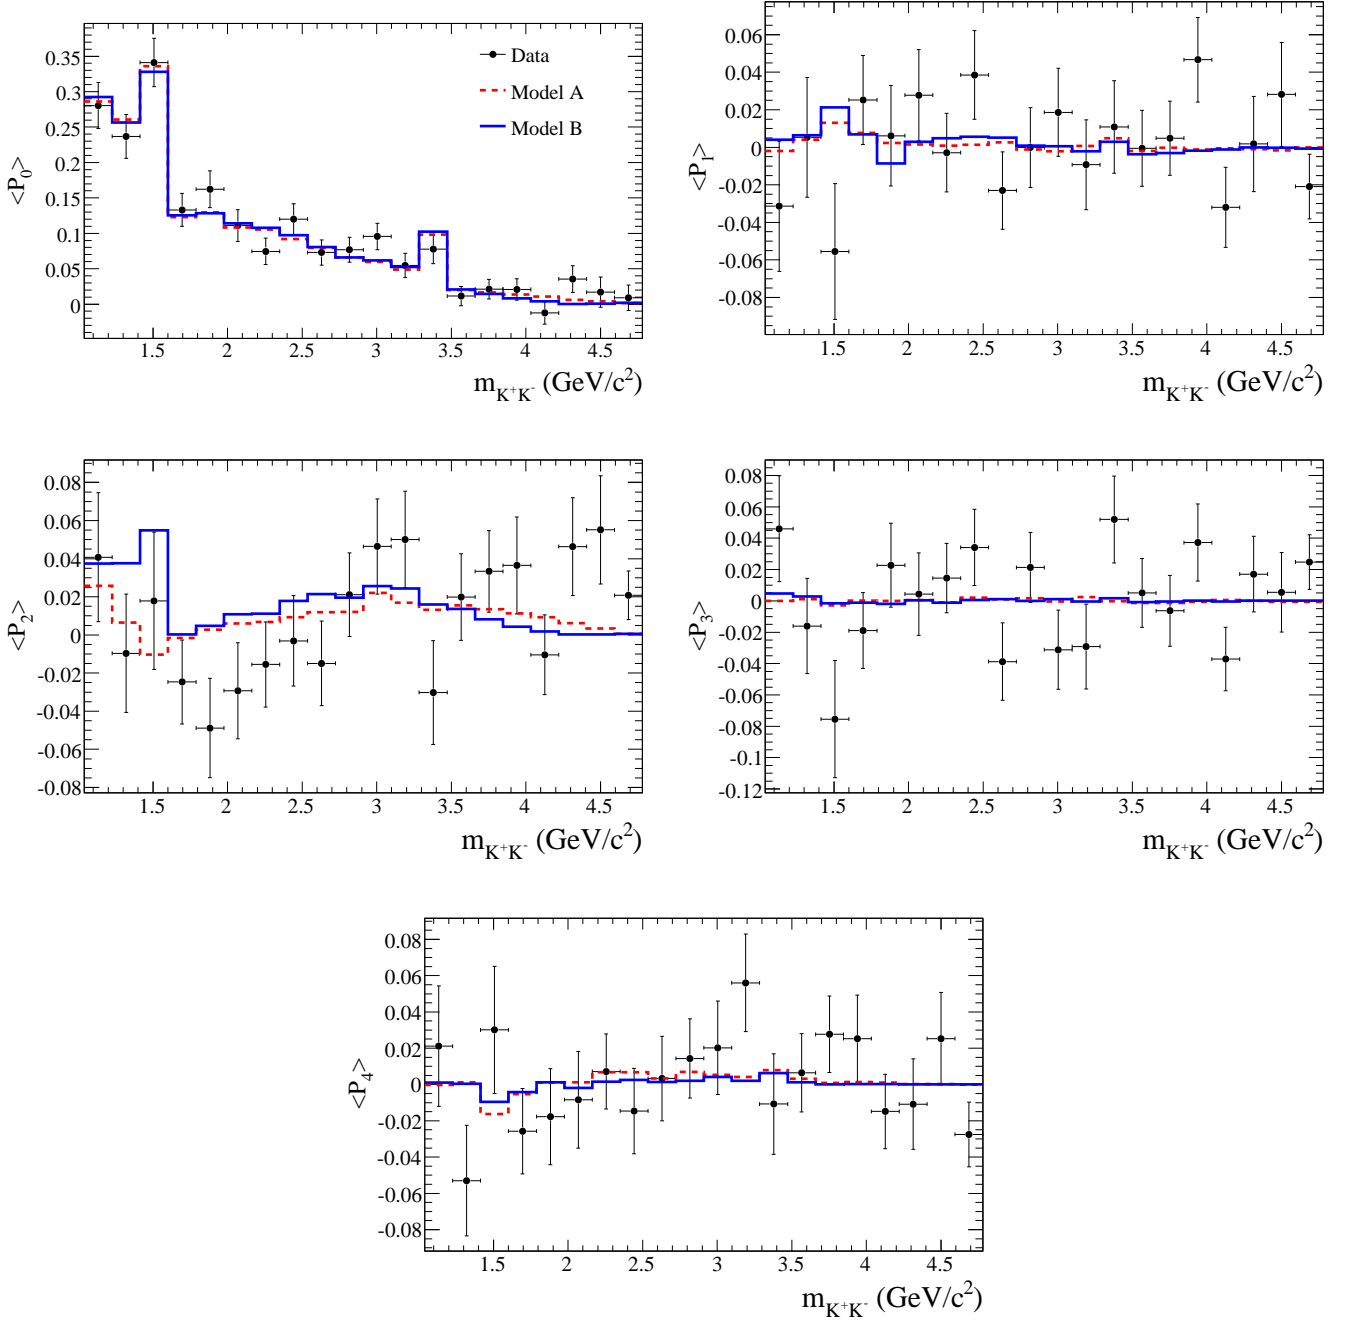 <P0>
0.35
0.3
0.25
0.2
0.15
0.1
0.05
0
Data
Model A
Model B
1.5 2 2.5 3 3.5 4 4.5
mK+K- (GeV/c2)
<P1>
0.06
0.04
0.02
0
-0.02
-0.04
-0.06
-0.08
1.5 2 2.5 3 3.5 4 4.5
mK+K- (GeV/c2)
<P2>
0.08
0.06
0.04
0.02
0
-0.02
-0.04
-0.06
-0.08
1.5 2 2.5 3 3.5 4 4.5
mK+K- (GeV/c2)
<P3>
0.08
0.06
0.04
0.02
0
-0.02
-0.04
-0.06
-0.08
-0.1
-0.12
1.5 2 2.5 3 3.5 4 4.5
mK+K- (GeV/c2)
<P4>
0.08
0.06
0.04
0.02
0
-0.02
-0.04
-0.06
-0.08
1.5 2 2.5 3 3.5 4 4.5
mK+K- (GeV/c2)